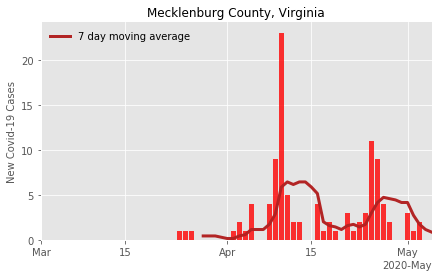 Mecklenburg County, Virginia
7 day moving average
New Covid-19 Cases
20
15
10
5
0
Mar
15
Apr
15
May
2020-May